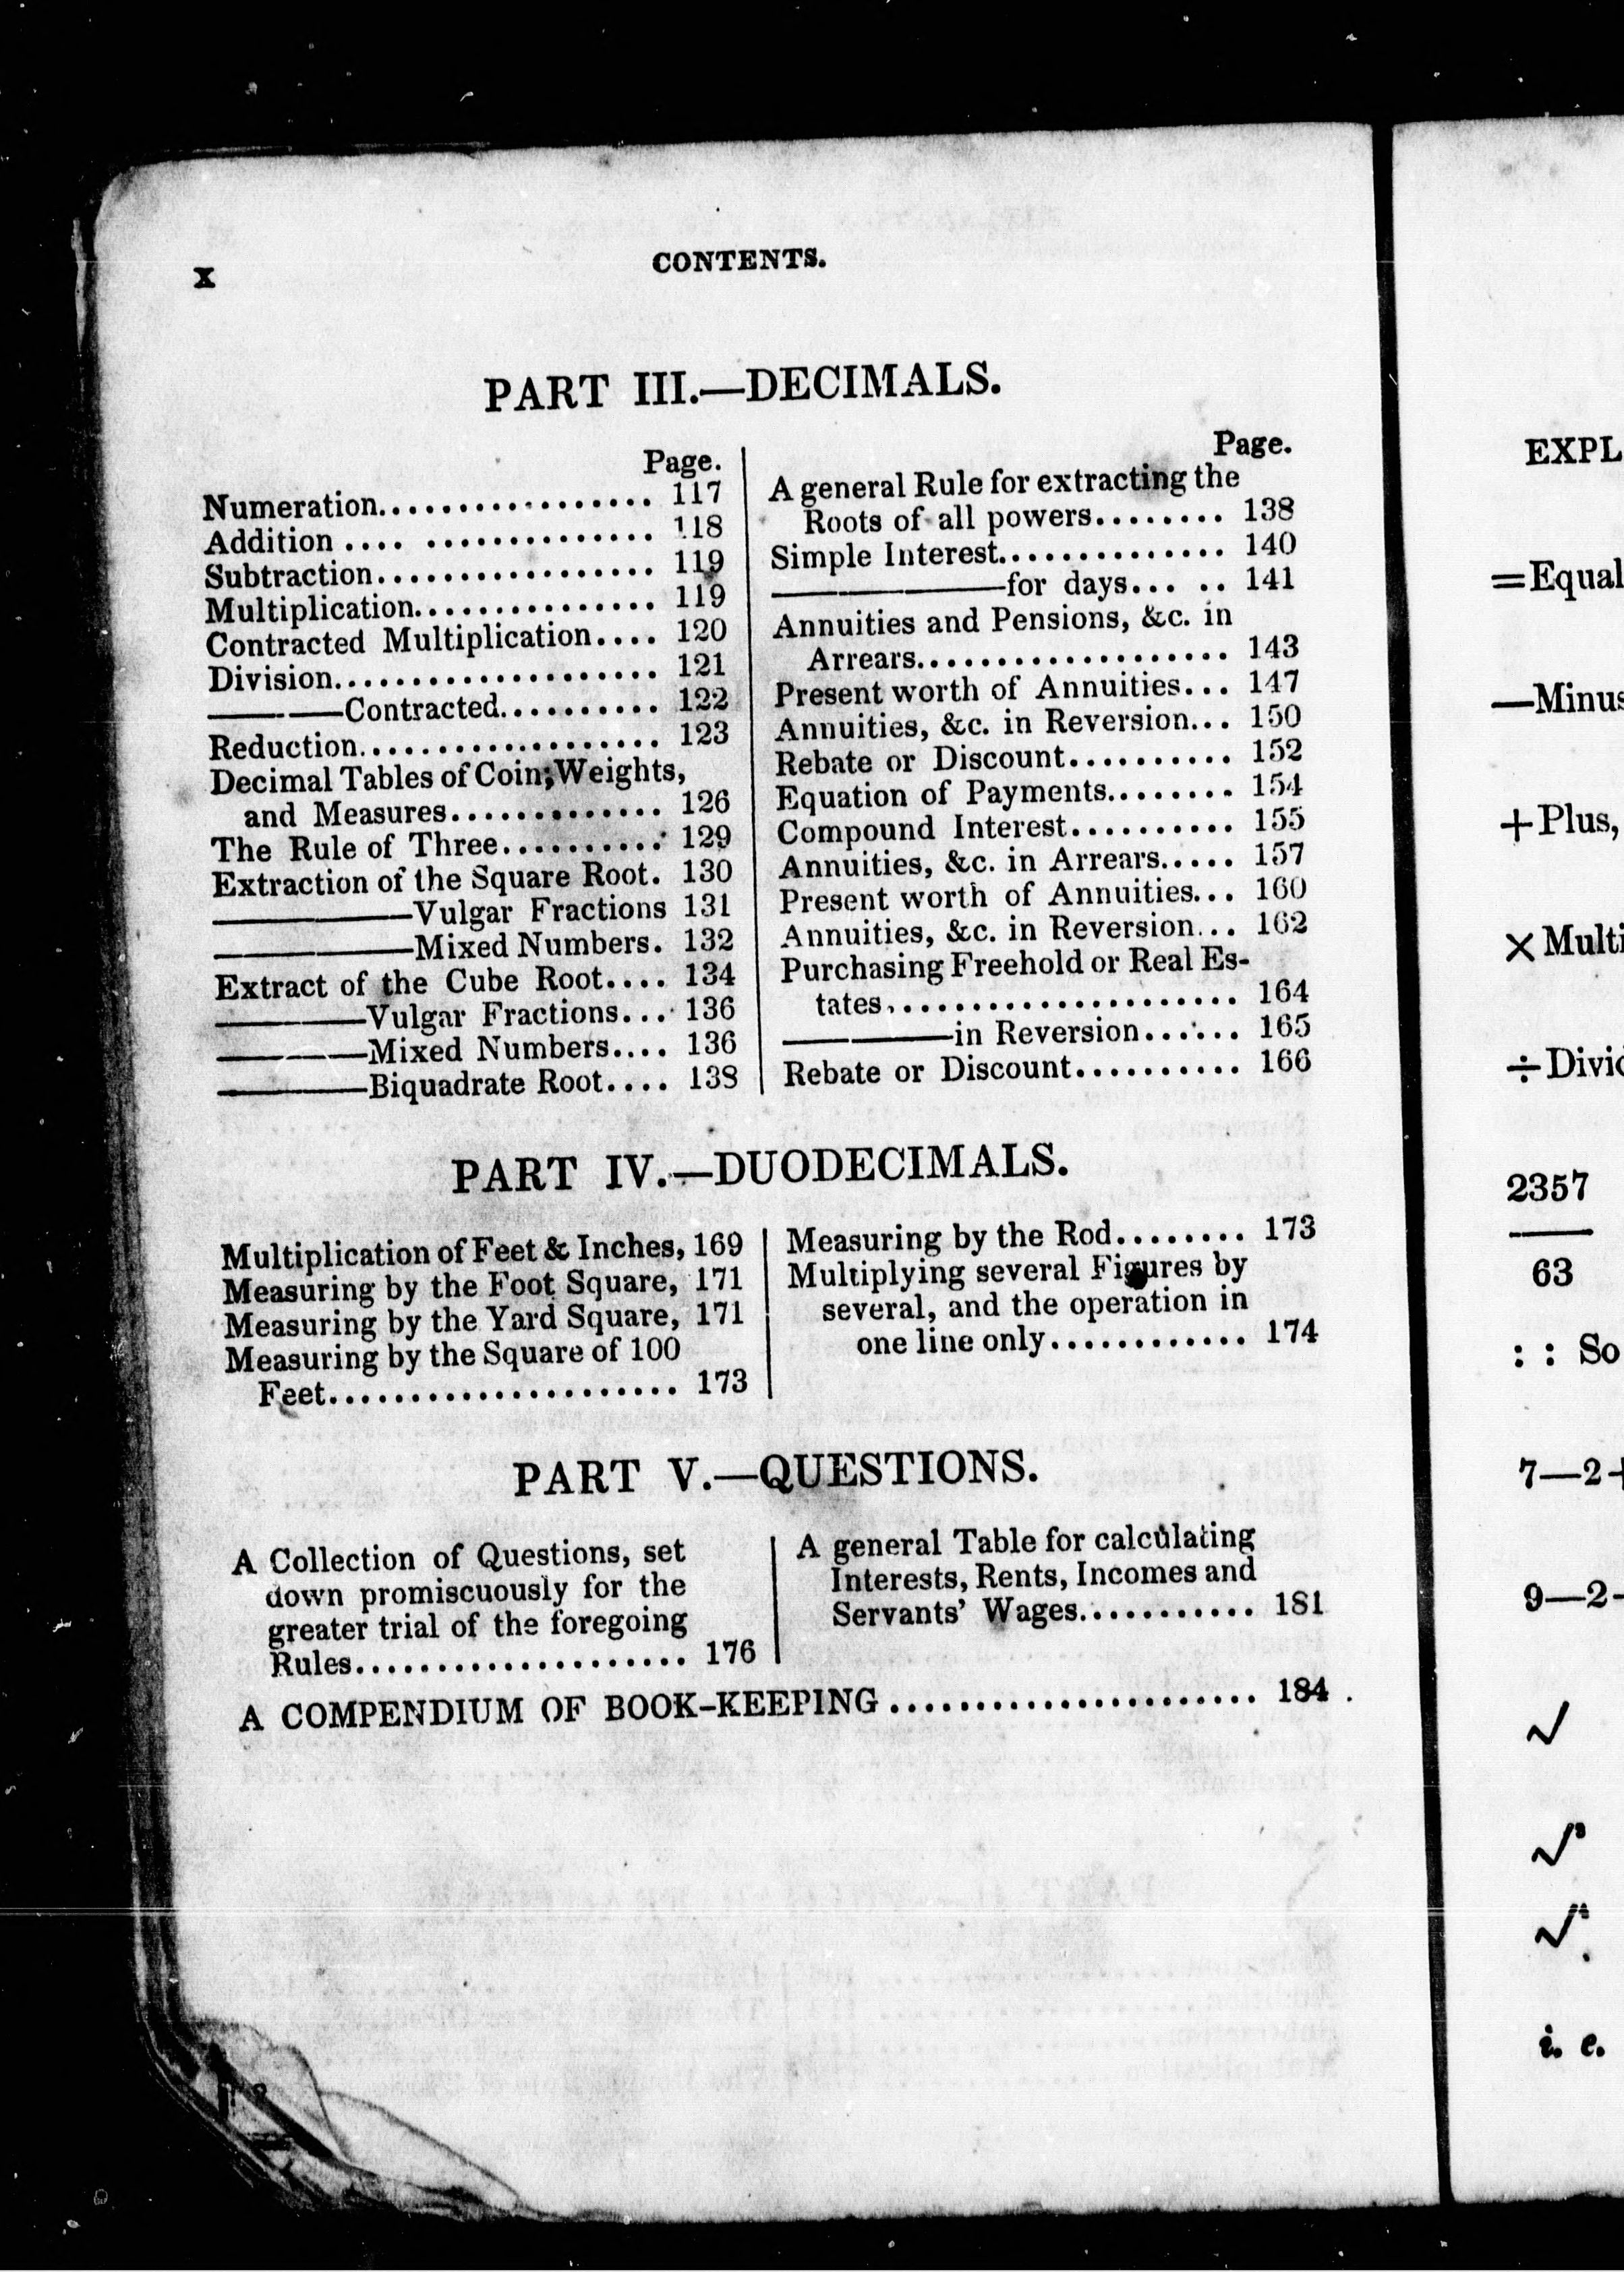 x
CONTENTS.
PART III.—DECIMALS.
Page.
Numeration................. 117
Addition .... .............. 118
Subtraction................. 119
Multiplication............... 119
Contracted Multiplication.... 120
Division.................... 121
————Contracted.......... 122
Reduction................... 123
Decimal Tables of Coin, Weights,
and Measures............. 126
The Rule of Three.......... 129
Extraction of the Square Root. 130
——————Vulgar Fractions 131
——————Mixed Numbers. 132
Extract of the Cube Root.... 134
—————Vulgar Fractions... 136
—————Mixed Numbers.... 136
—————Biquadrate Root.... 138
Page.
A general Rule for extracting the
Roots of all powers........ 138
Simple Interest.............. 140
———————for days... .. 141
Annuities and Pensions, &c. in
Arrears................... 143
Present worth of Annuities... 147
Annuities, &c. in Reversion... 150
Rebate or Discount.......... 152
Equation of Payments........ 154
Compound Interest.......... 155
Annuities, &c. in Arrears..... 157
Present worth of Annuities... 160
Annuities, &c. in Reversion... 162
Purchasing Freehold or Real Es-
tates...................... 164
—————in Reversion...... 165
Rebate or Discount.......... 166
PART IV.—DUODECIMALS.
Multiplication of Feet & Inches, 169
Measuring by the Foot Square, 171
Measuring by the Yard Square, 171
Measuring by the Square of 100
Feet...................... 173
Measuring by the Rod........ 173
Multiplying several Figures by
several, and the operation in
one line only............ 174
PART V.—QUESTIONS.
A Collection of Questions, set
down promiscuously for the
greater trial of the foregoing
Rules..................... 176
A general Table for calculating
Interests, Rents, Incomes and
Servants' Wages........... 181
A COMPENDIUM OF BOOK-KEEPING ...................... 184
EXPL
=Equal
—Minus
+Plus,
×Multi
÷Divid
2357
63
: : So
7—2+
9—2-
√
√³
i. e.